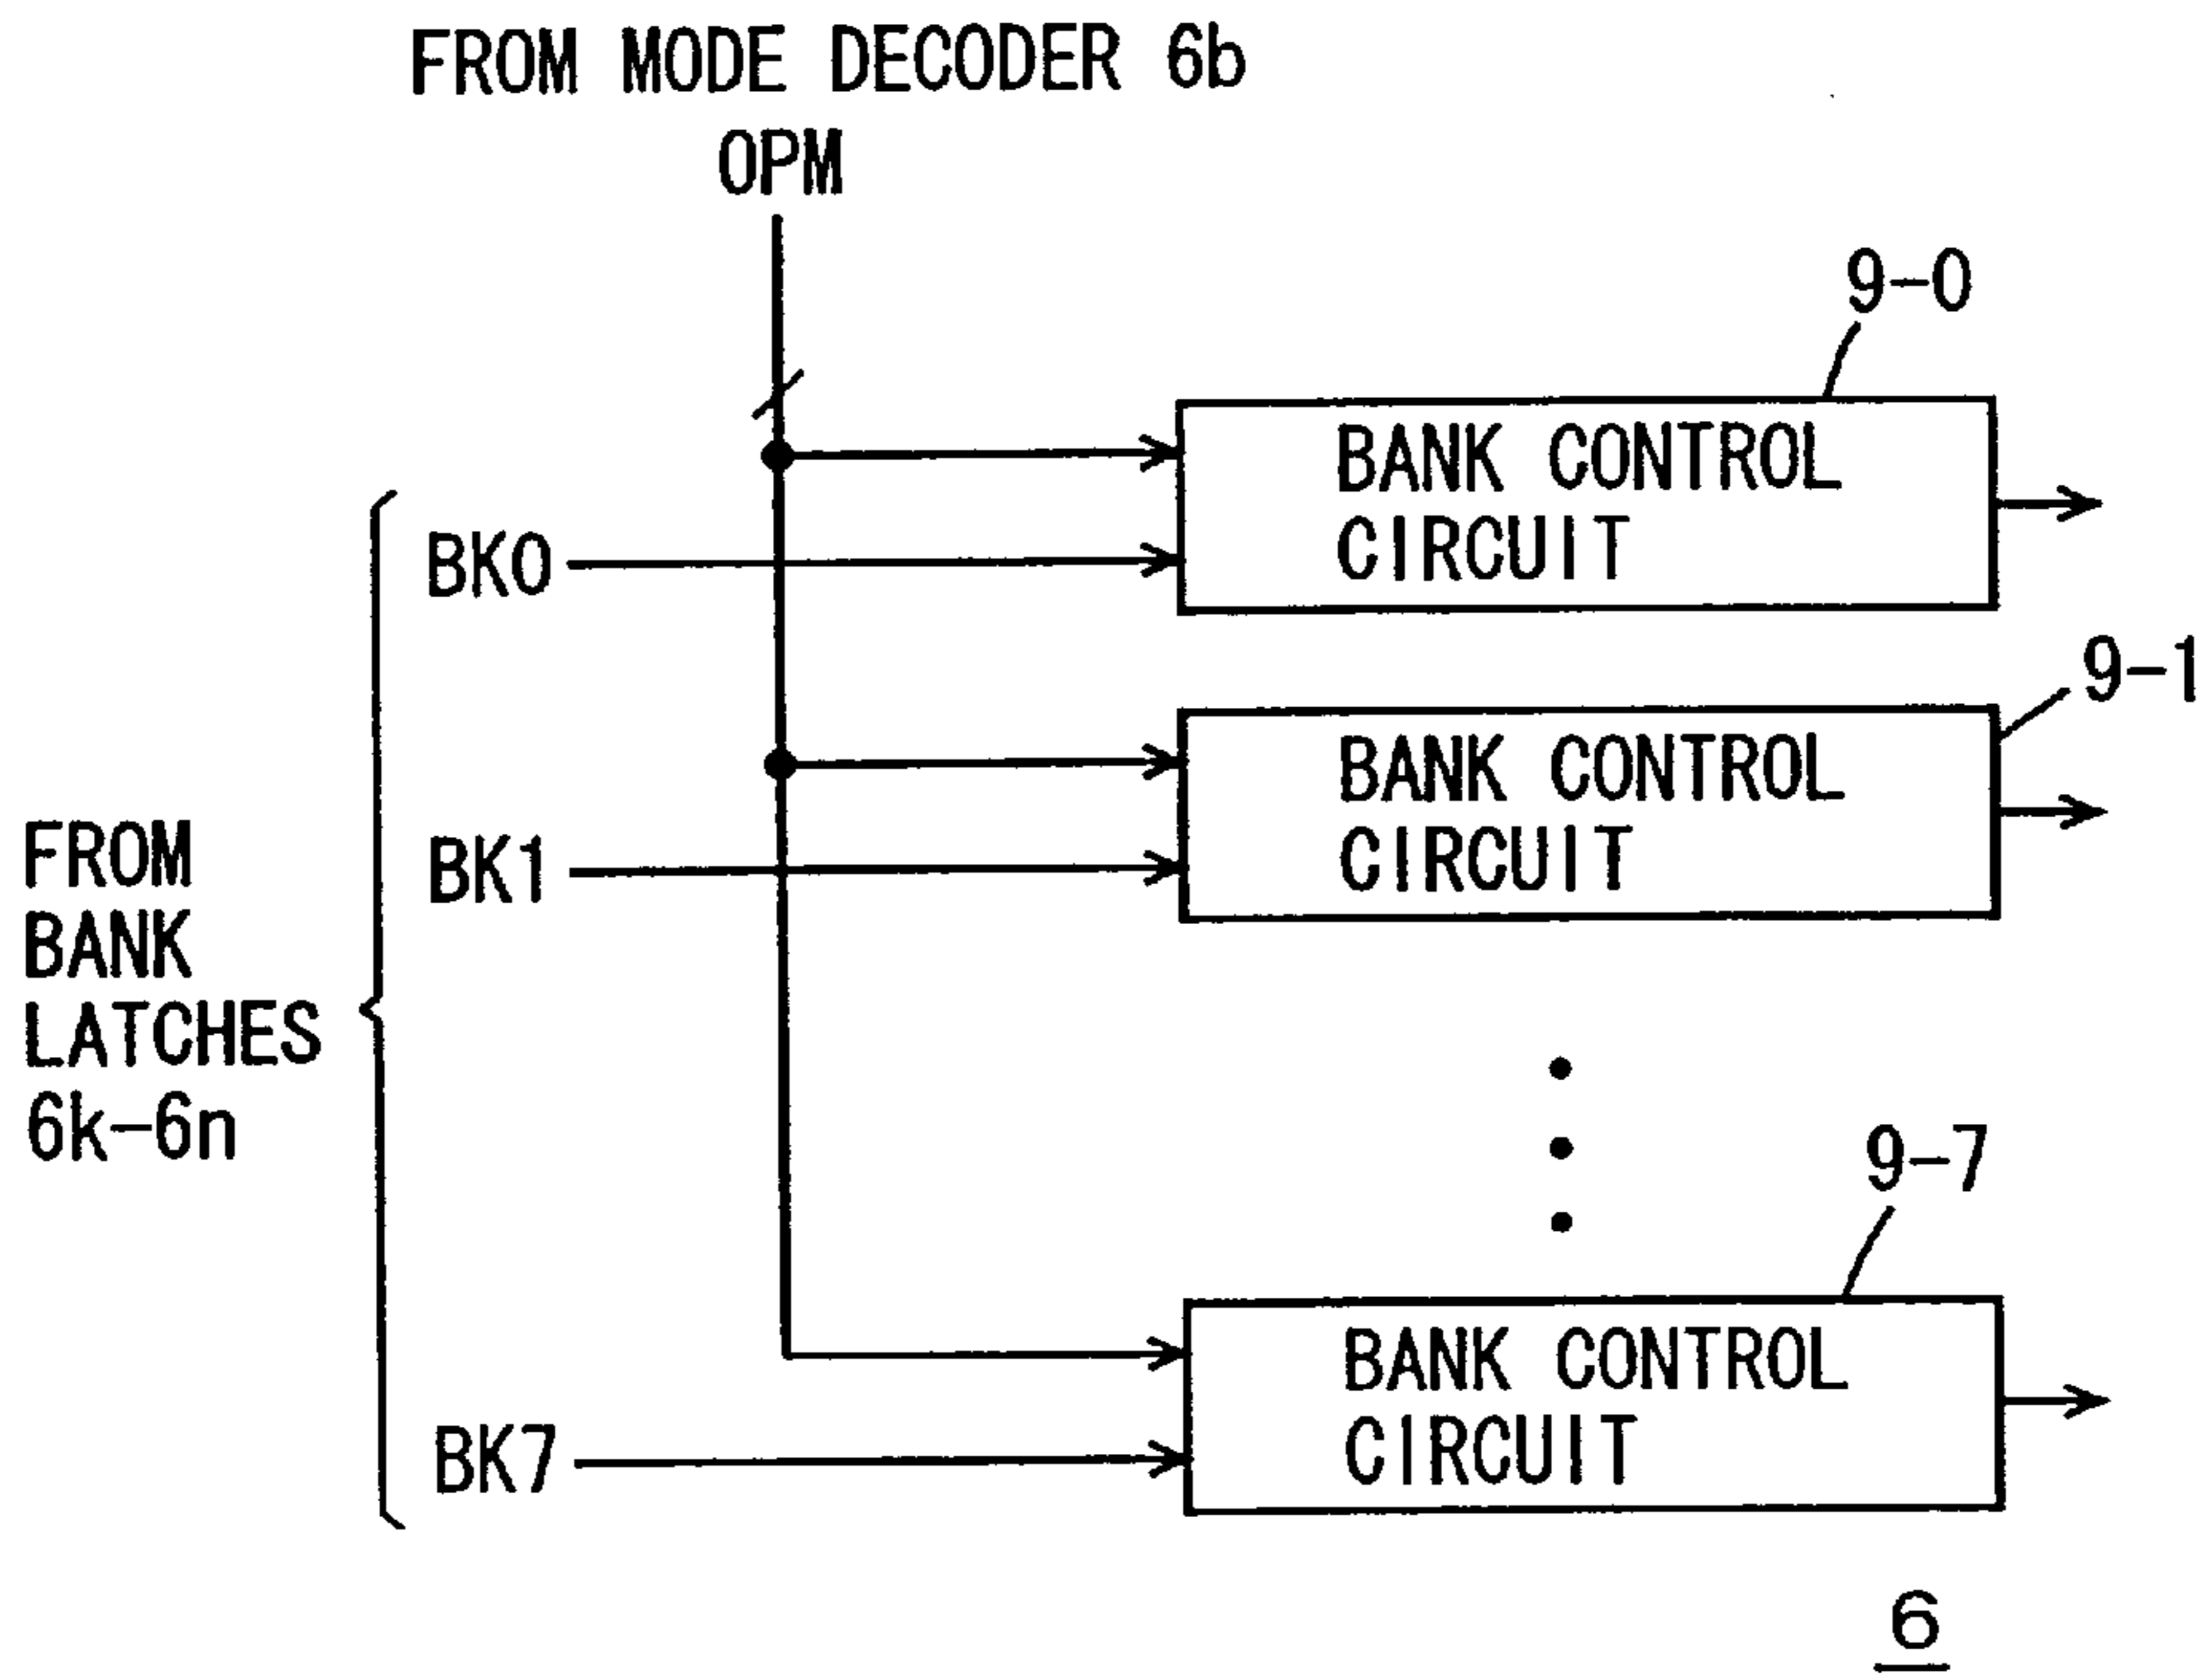 FROM MODE DECODER 6b
OPM
9-0
BANK CONTROL
CIRCUIT
BK0
9-1
BANK CONTROL
CIRCUIT
BK1
FROM
BANK
LATCHES
6k-6n
9-7
BANK CONTROL
CIRCUIT
BK7
6